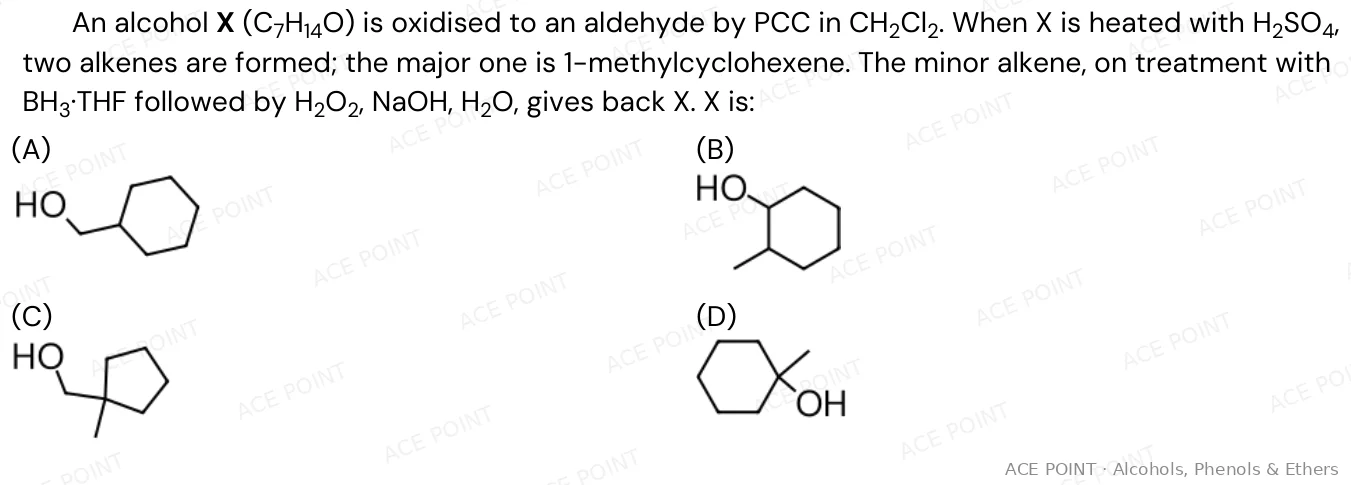 An alcohol X (C₇H₁₄O) is oxidised to an aldehyde by PCC in CH₂Cl₂. When X is heated with H₂SO₄,
two alkenes are formed; the major one is 1-methylcyclohexene. The minor alkene, on treatment with
BH₃·THF followed by H₂O₂, NaOH, H₂O, gives back X. X is:
(A)
(B)
HO
HO
(C)
(D)
HO
OH
ACE POINT · Alcohols, Phenols & Ethers
ACE POINT